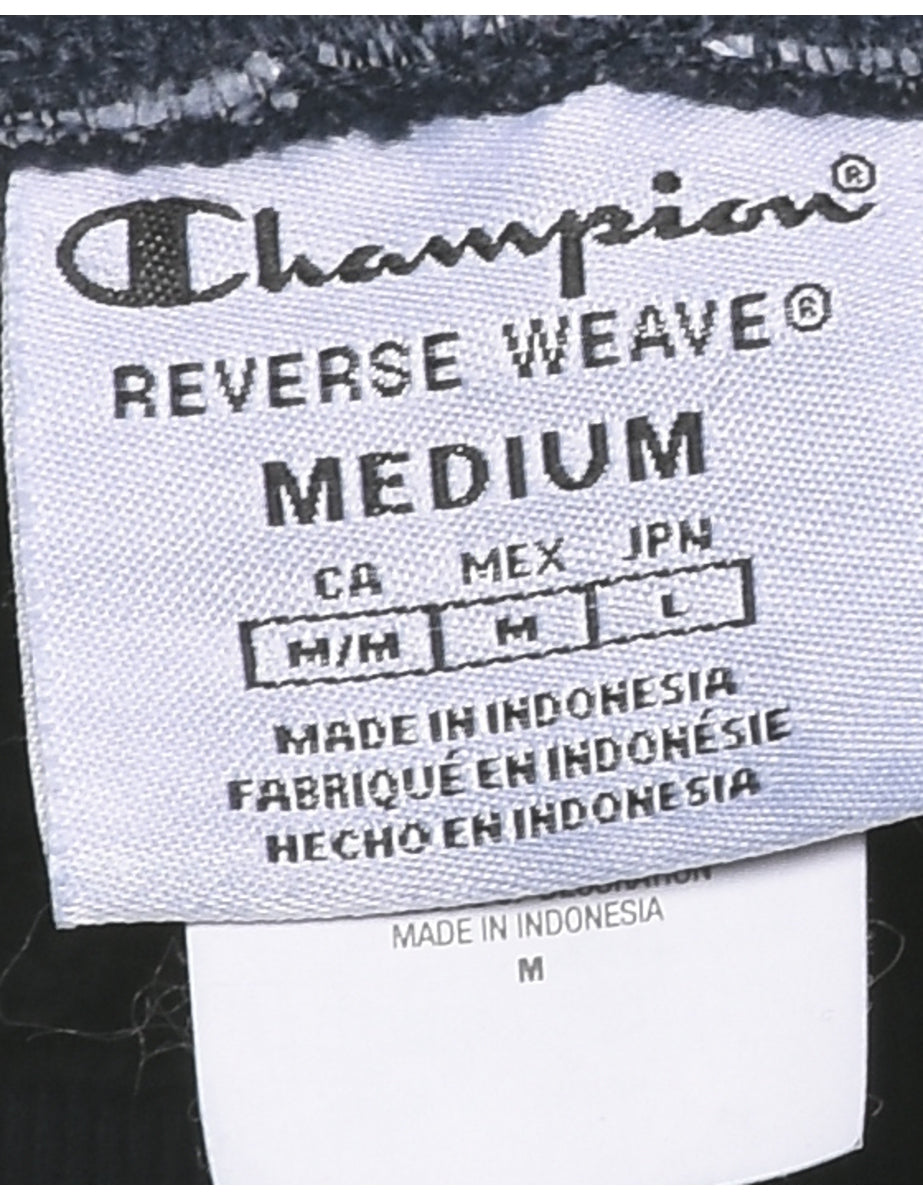 Champion®
REVERSE WEAVE®
MEDIUM
CA MEX JPN
M/M M L
MADE IN INDONESIA
FABRIQUÉ EN INDONÉSIE
HECHO EN INDONESIA
MADE IN INDONESIA
M